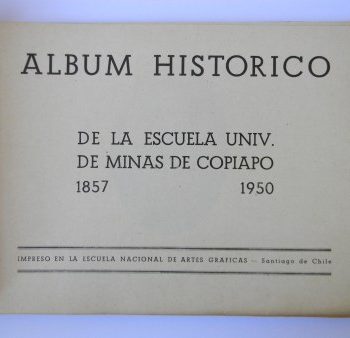 ALBUM HISTORICO
DE LA ESCUELA UNIV.
DE MINAS DE COPIAPO
1857 1950
IMPRESO EN LA ESCUELA NACIONAL DE ARTES GRAFICAS — Santiago de Chile